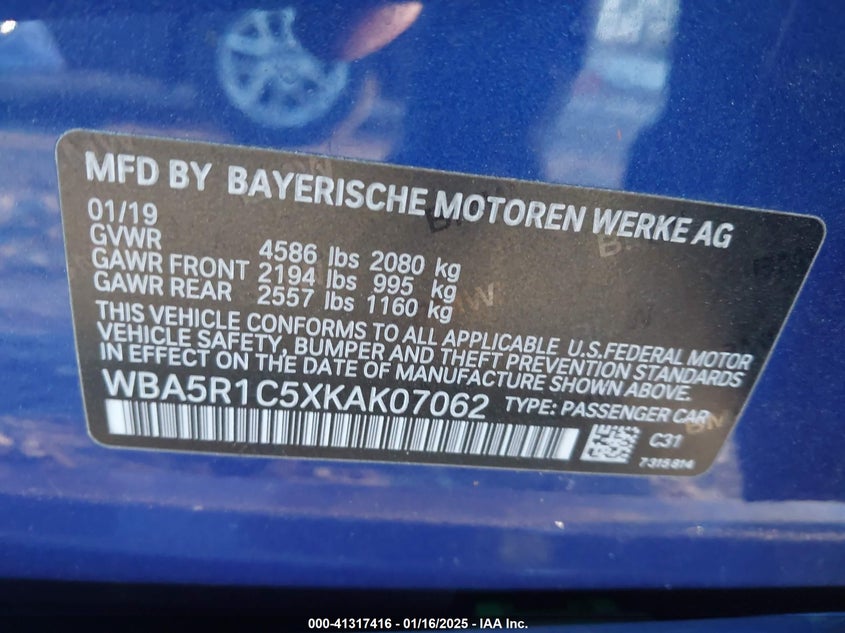 MFD BY BAYERISCHE MOTOREN WERKE AG
01/19
GVWR 4586 lbs 2080 kg
GAWR FRONT 2194 lbs 995 kg
GAWR REAR 2557 lbs 1160 kg
THIS VEHICLE CONFORMS TO ALL APPLICABLE U.S.FEDERAL MOTOR
VEHICLE SAFETY, BUMPER AND THEFT PREVENTION STANDARDS
IN EFFECT ON THE DATE OF MANUFACTURE SHOWN ABOVE.
WBA5R1C5XKAK07062 TYPE: PASSENGER CAR
C31
7315814
000-41317416 - 01/16/2025 - IAA Inc.